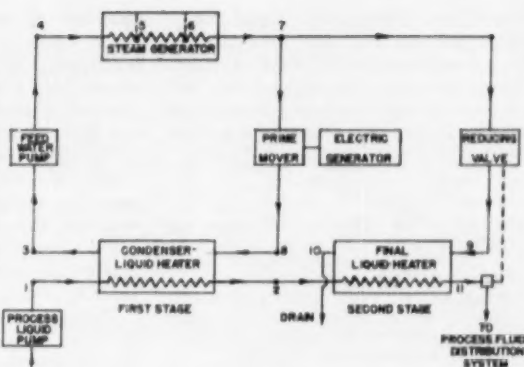 4
5
6
7
STEAM GENERATOR
FEED
WATER
PUMP
PRIME
MOVER
ELECTRIC
GENERATOR
REDUCING
VALVE
3
CONDENSER-
LIQUID HEATER
8
10
FINAL
LIQUID HEATER
9
1
2
11
FIRST STAGE
SECOND STAGE
DRAIN
PROCESS
LIQUID
PUMP
TO
PROCESS FLUID
DISTRIBUTION
SYSTEM